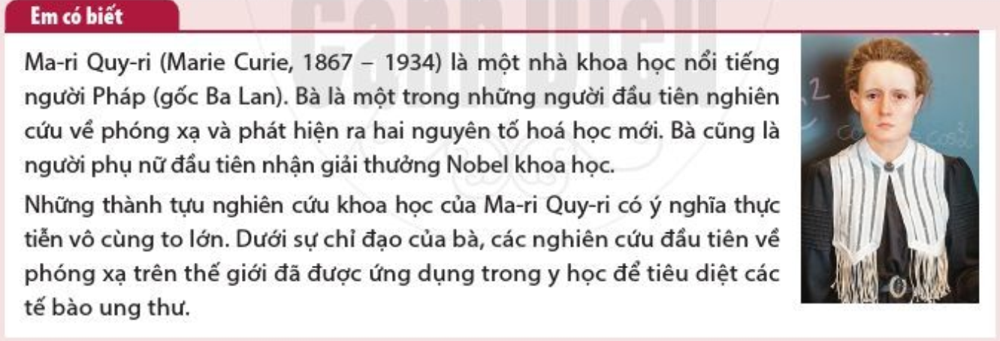 Em có biết
Cánh Diều
Ma-ri Quy-ri (Marie Curie, 1867 – 1934) là một nhà khoa học nổi tiếng
người Pháp (gốc Ba Lan). Bà là một trong những người đầu tiên nghiên
cứu về phóng xạ và phát hiện ra hai nguyên tố hoá học mới. Bà cũng là
người phụ nữ đầu tiên nhận giải thưởng Nobel khoa học.
Những thành tựu nghiên cứu khoa học của Ma-ri Quy-ri có ý nghĩa thực
tiễn vô cùng to lớn. Dưới sự chỉ đạo của bà, các nghiên cứu đầu tiên về
phóng xạ trên thế giới đã được ứng dụng trong y học để tiêu diệt các
tế bào ung thư.